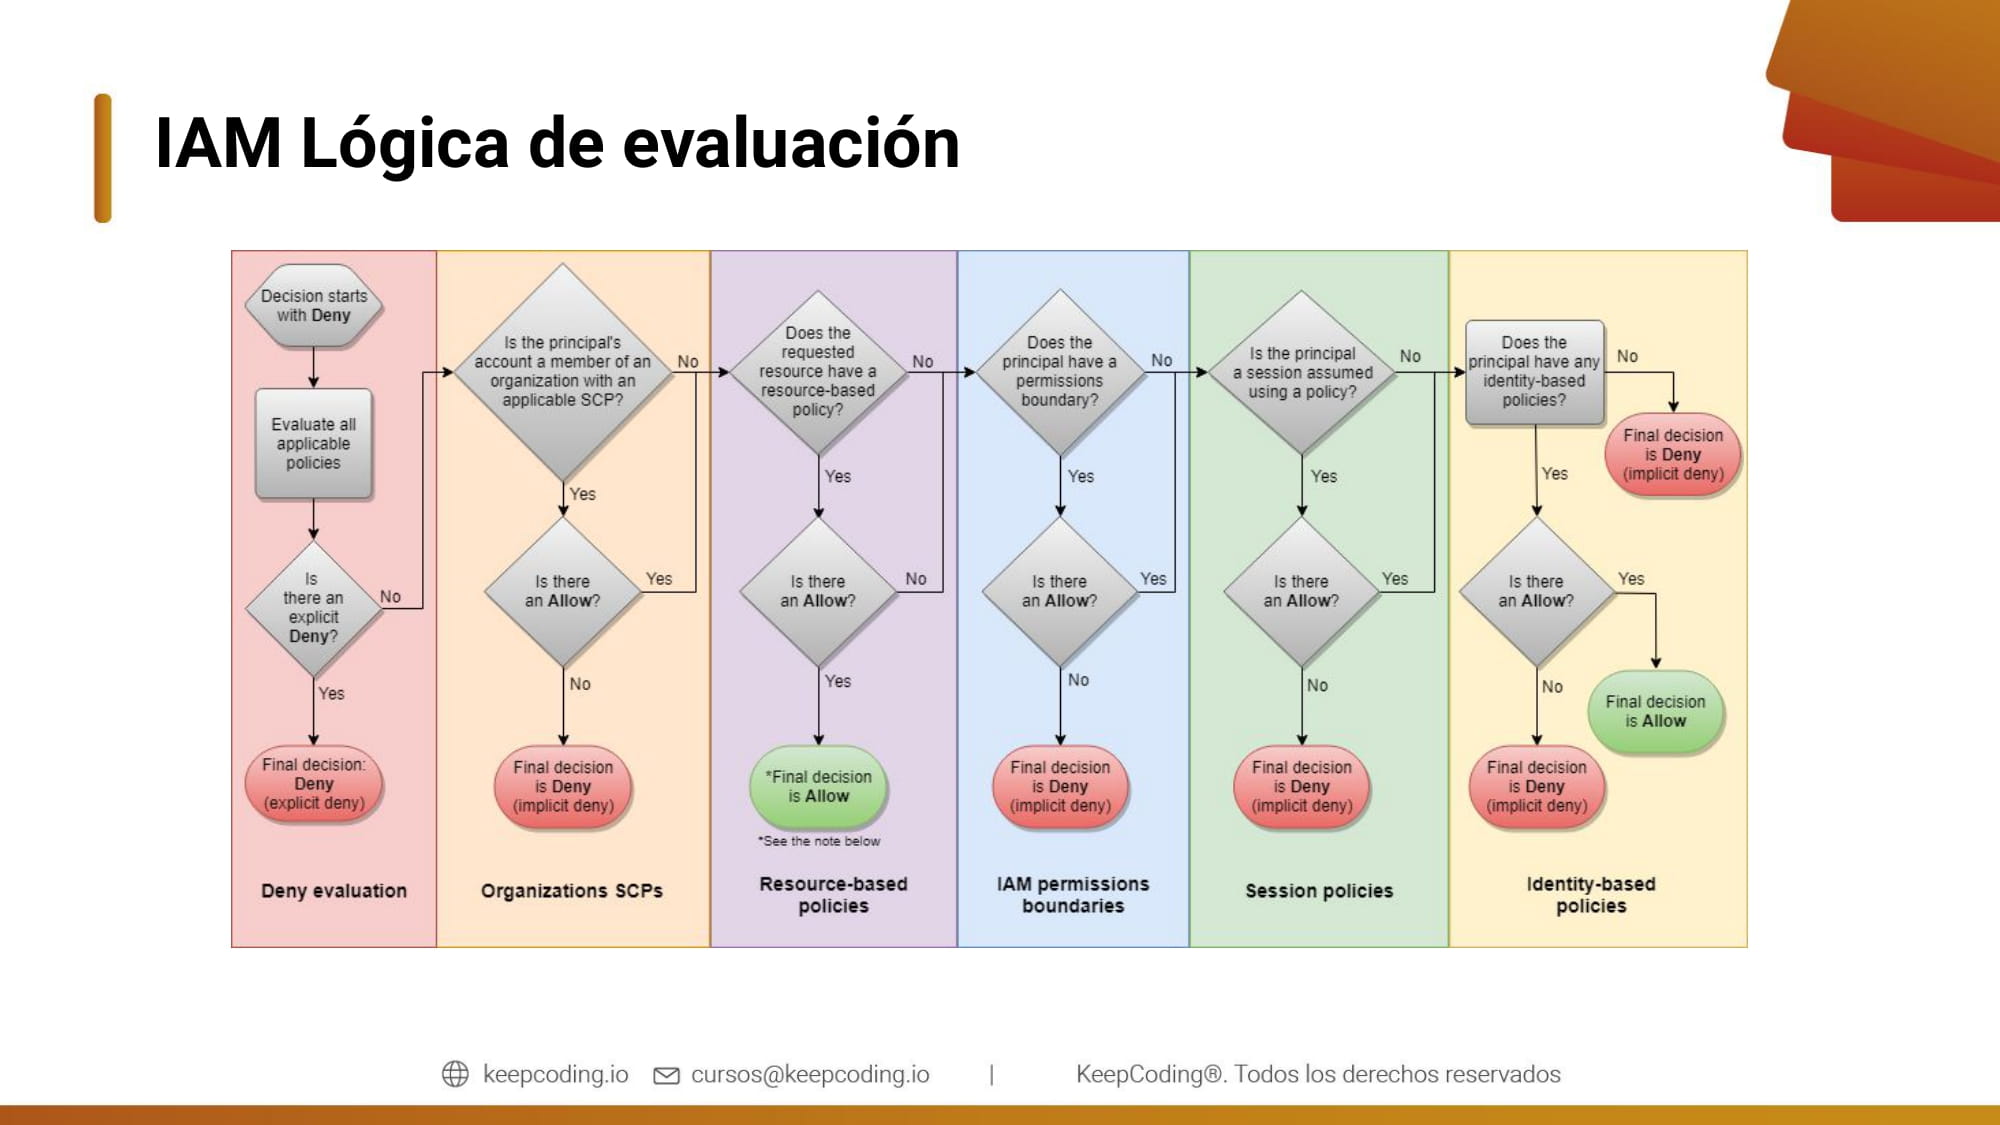 IAM Lógica de evaluación
Decision starts
with Deny
Evaluate all
applicable
policies
Is
there an
explicit
Deny?
No
Yes
Final decision:
Deny
(explicit deny)
Deny evaluation
Is the principal's
account a member of an
organization with an
applicable SCP?
No
Yes
Is there
an Allow?
Yes
No
Final decision
is Deny
(implicit deny)
Organizations SCPs
Does the
requested
resource have a
resource-based
policy?
No
Yes
Is there
an Allow?
No
Yes
*Final decision
is Allow
*See the note below
Resource-based
policies
Does the
principal have a
permissions
boundary?
No
Yes
Is there
an Allow?
Yes
No
Final decision
is Deny
(implicit deny)
IAM permissions
boundaries
Is the principal
a session assumed
using a policy?
No
Yes
Is there
an Allow?
Yes
No
Final decision
is Deny
(implicit deny)
Session policies
Does the
principal have any
identity-based
policies?
No
Final decision
is Deny
(implicit deny)
Yes
Is there
an Allow?
Yes
Final decision
is Allow
No
Final decision
is Deny
(implicit deny)
Identity-based
policies
keepcoding.io cursos@keepcoding.io | KeepCoding®. Todos los derechos reservados